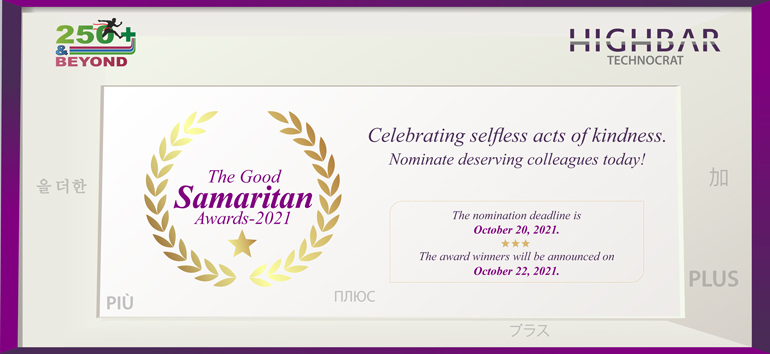 250+
&
BEYOND
HIGHBAR
TECHNOCRAT
The Good
Samaritan
Awards-2021
Celebrating selfless acts of kindness.
Nominate deserving colleagues today!
The nomination deadline is
October 20, 2021.
The award winners will be announced on
October 22, 2021.
을 더한
加
PIÙ
ПЛЮС
PLUS
プラス